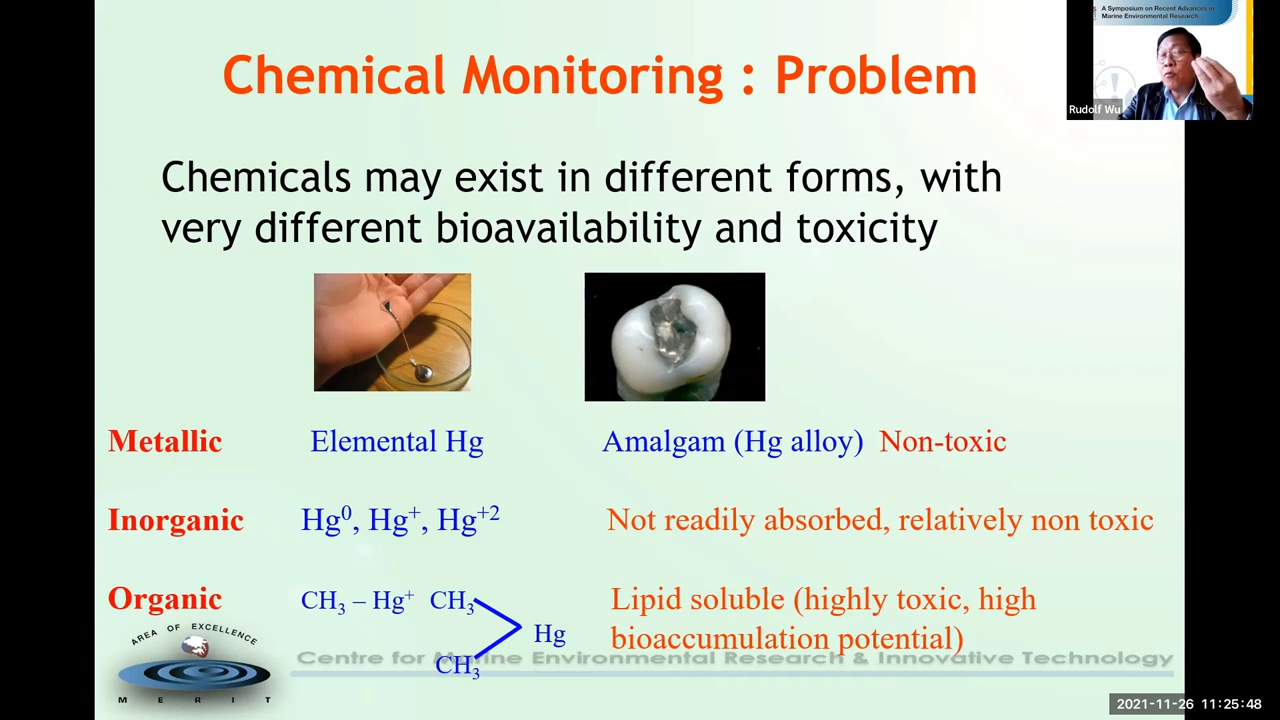 A Symposium on Recent Advances in
Marine Environmental Research
Rudolf Wu
Chemical Monitoring : Problem
Chemicals may exist in different forms, with
very different bioavailability and toxicity
Metallic Elemental Hg Amalgam (Hg alloy) Non-toxic
Inorganic Hg⁰, Hg⁺, Hg⁺² Not readily absorbed, relatively non toxic
Organic CH₃ – Hg⁺ CH₃ Lipid soluble (highly toxic, high
Hg bioaccumulation potential)
CH₃
AREA OF EXCELLENCE
Centre for Marine Environmental Research & Innovative Technology
M E R I T
2021-11-26 11:25:48